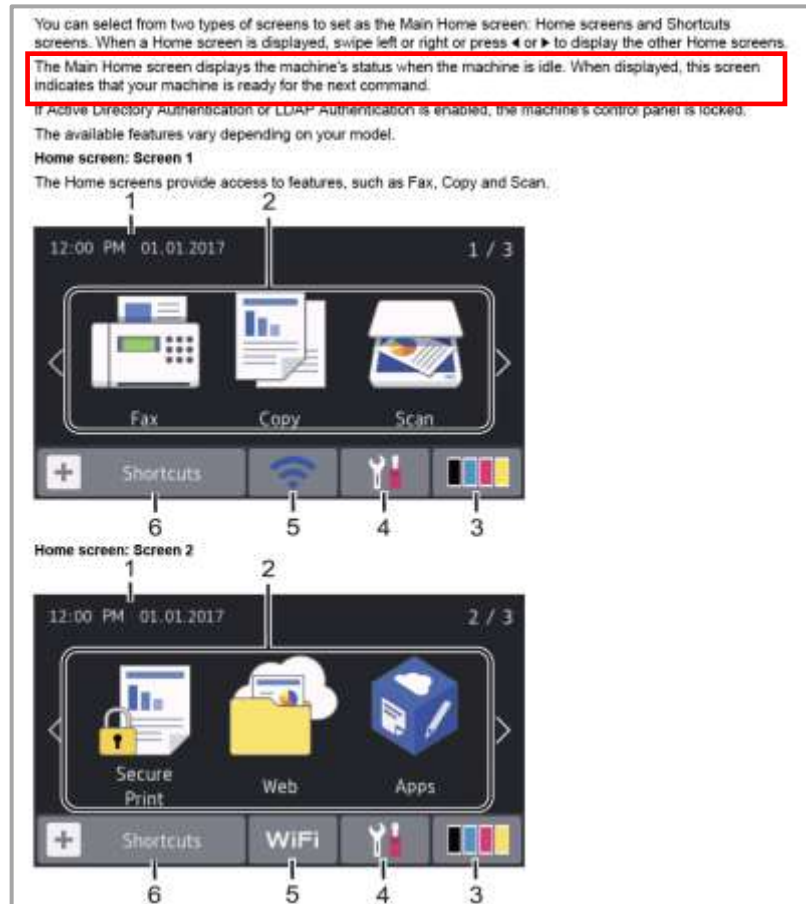 You can select from two types of screens to set as the Main Home screen: Home screens and Shortcuts
screens. When a Home screen is displayed, swipe left or right or press ◄ or ► to display the other Home screens.
The Main Home screen displays the machine's status when the machine is idle. When displayed, this screen
indicates that your machine is ready for the next command.
If Active Directory Authentication or LDAP Authentication is enabled, the machine's control panel is locked.
The available features vary depending on your model.
Home screen: Screen 1
The Home screens provide access to features, such as Fax, Copy and Scan.
1 2
12:00 PM 01.01.2017 1 / 3
Fax Copy Scan
Shortcuts
6 5 4 3
Home screen: Screen 2
1 2
12:00 PM 01.01.2017 2 / 3
Secure
Print Web Apps
Shortcuts WiFi
6 5 4 3